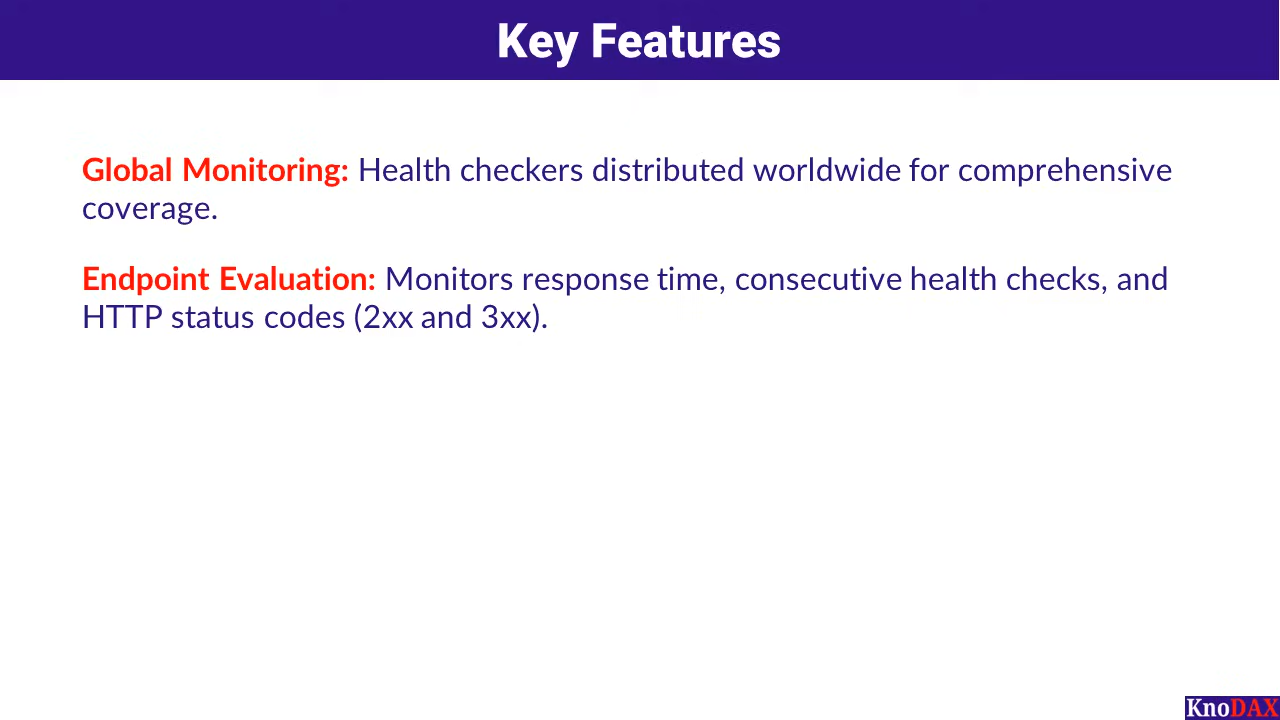 Key Features
Global Monitoring: Health checkers distributed worldwide for comprehensive
coverage.
Endpoint Evaluation: Monitors response time, consecutive health checks, and
HTTP status codes (2xx and 3xx).
KnoDAX